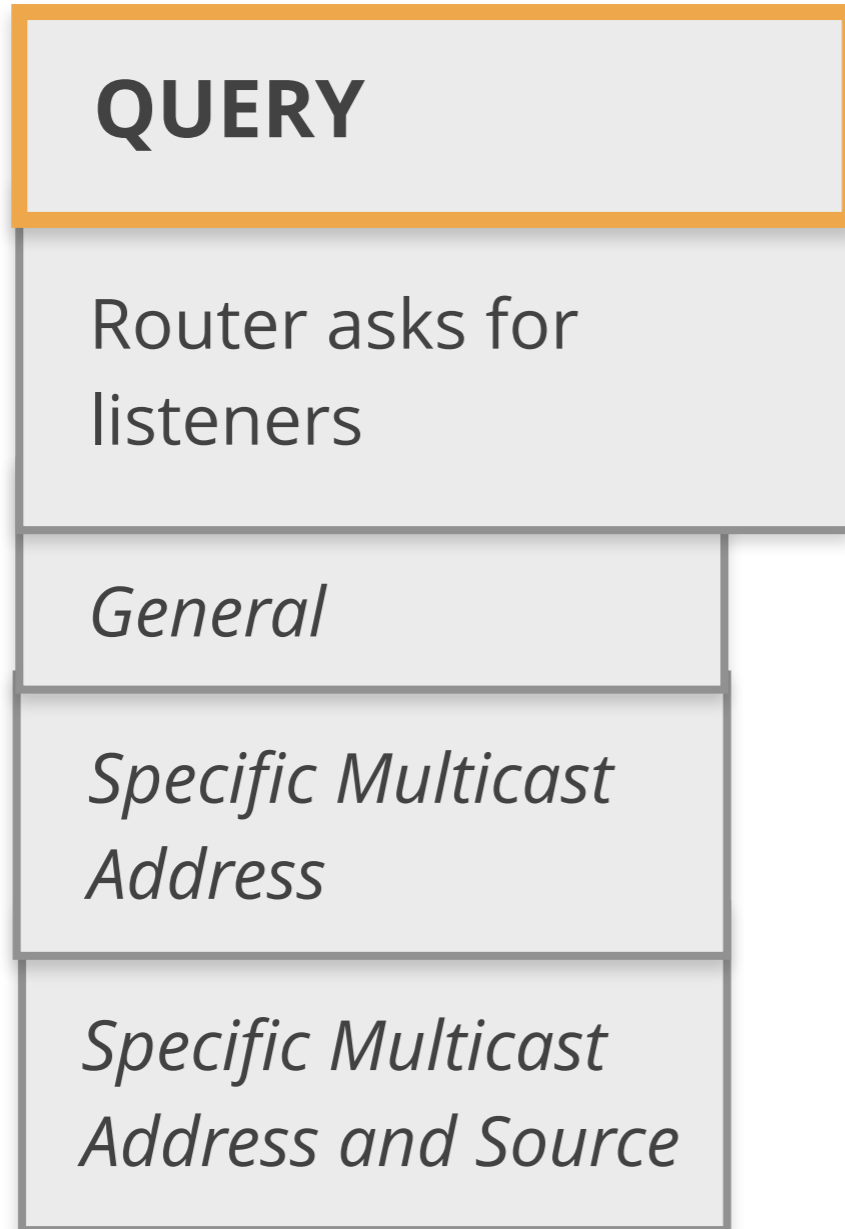 QUERY
Router asks for
listeners
General
Specific Multicast
Address
Specific Multicast
Address and Source